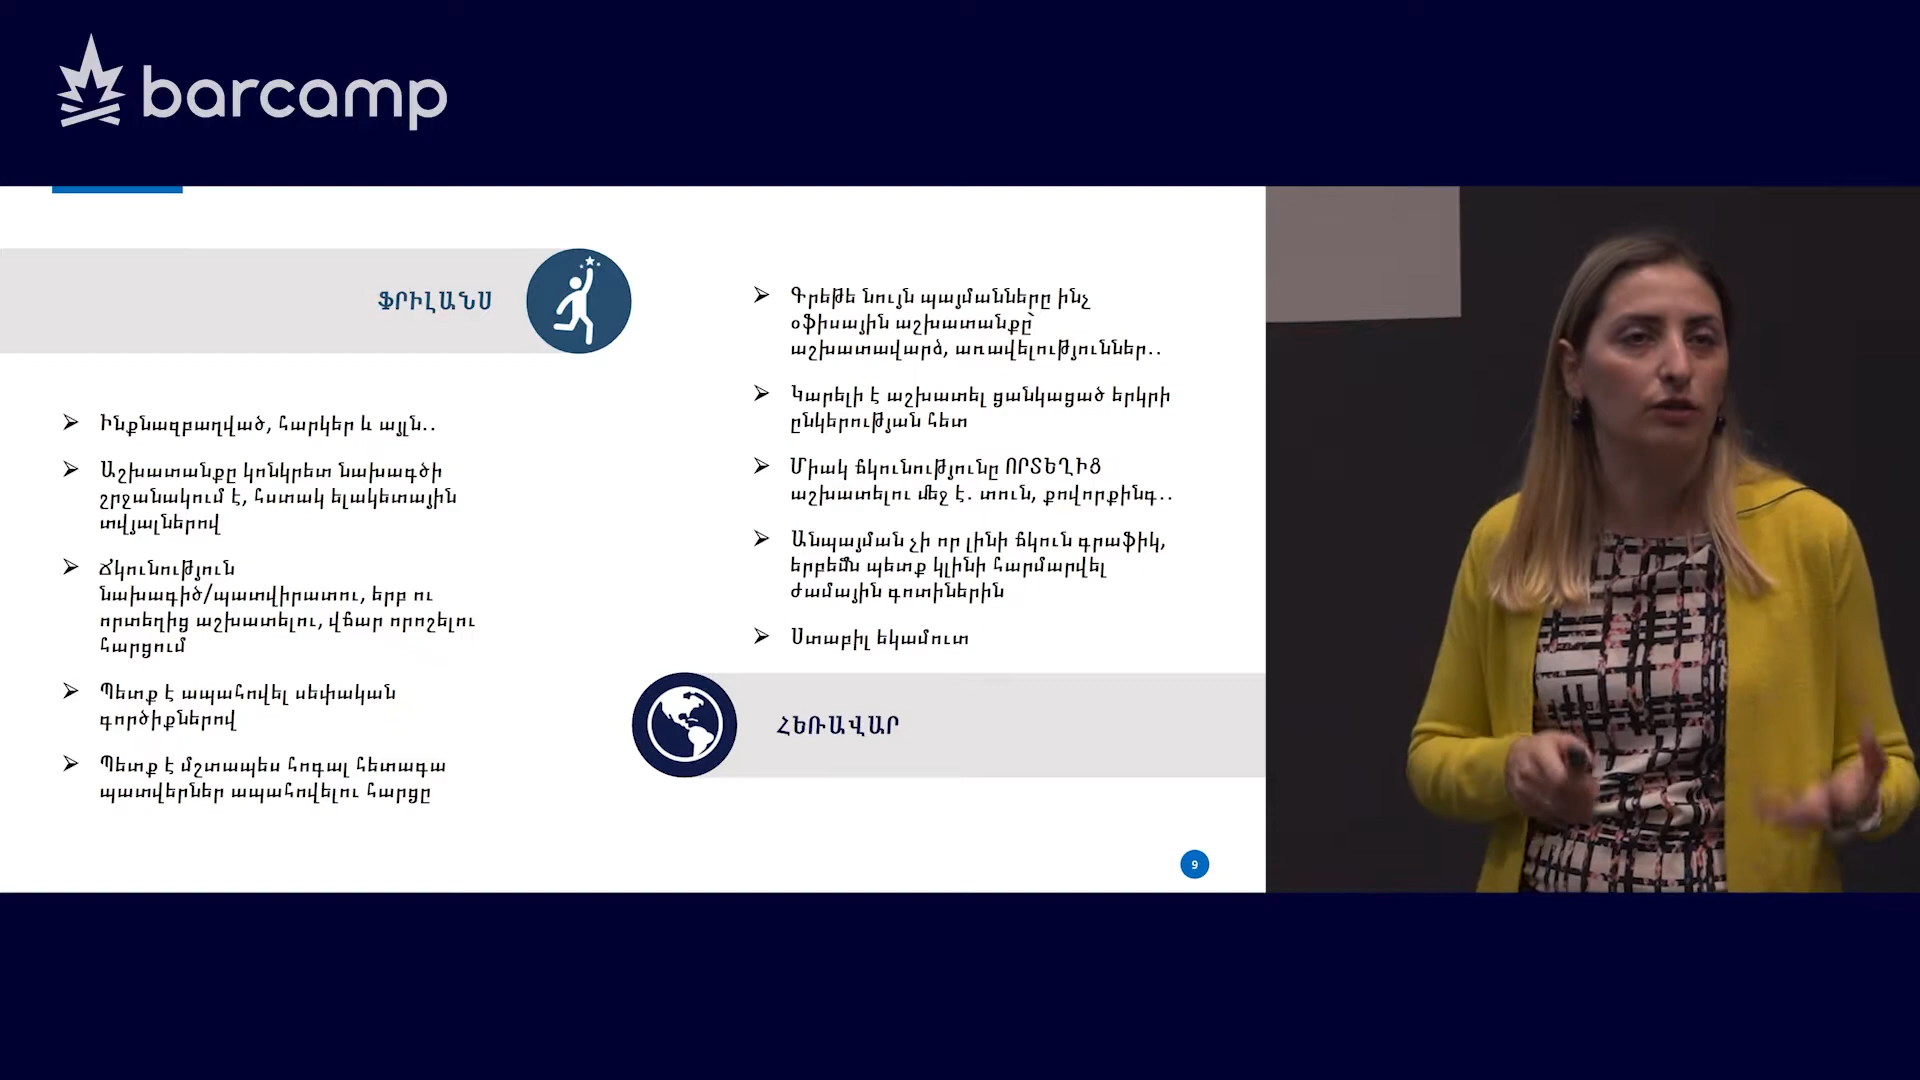 barcamp
ՖՐԻԼԱՆՍ
Ինքնազբաղված, հարկեր և այլն..
Աշխատանքը կոնկրետ նախագծի
շրջանակում է, հստակ ելակետային
տվյալներով
Ճկունություն
նախագիծ/պատվիրատու, երբ ու
որտեղից աշխատելու, վճար որոշելու
հարցում
Պետք է ապահովել սեփական
գործիքներով
Պետք է մշտապես հոգալ հետագա
պատվերներ ապահովելու հարցը
Գրեթե նույն պայմանները ինչ
օֆիսային աշխատանքը՝
աշխատավարձ, առավելություններ..
Կարելի է աշխատել ցանկացած երկրի
ընկերության հետ
Միակ ճկունությունը ՈՐՏԵՂԻՑ
աշխատելու մեջ է. տուն, քովորքինգ..
Անպայման չի որ լինի ճկուն գրաֆիկ,
երբեմն պետք կլինի հարմարվել
ժամային գոտիներին
Ստաբիլ եկամուտ
ՀԵՌԱՎԱՐ
9